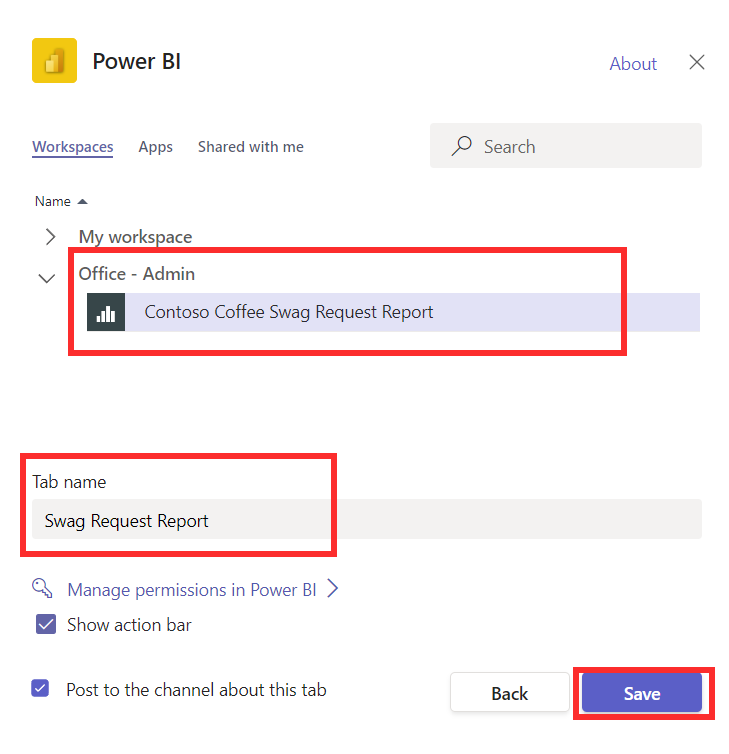 Power BI
About
Workspaces Apps Shared with me
Search
Name
My workspace
Office - Admin
Contoso Coffee Swag Request Report
Tab name
Swag Request Report
Manage permissions in Power BI
Show action bar
Post to the channel about this tab
Back
Save